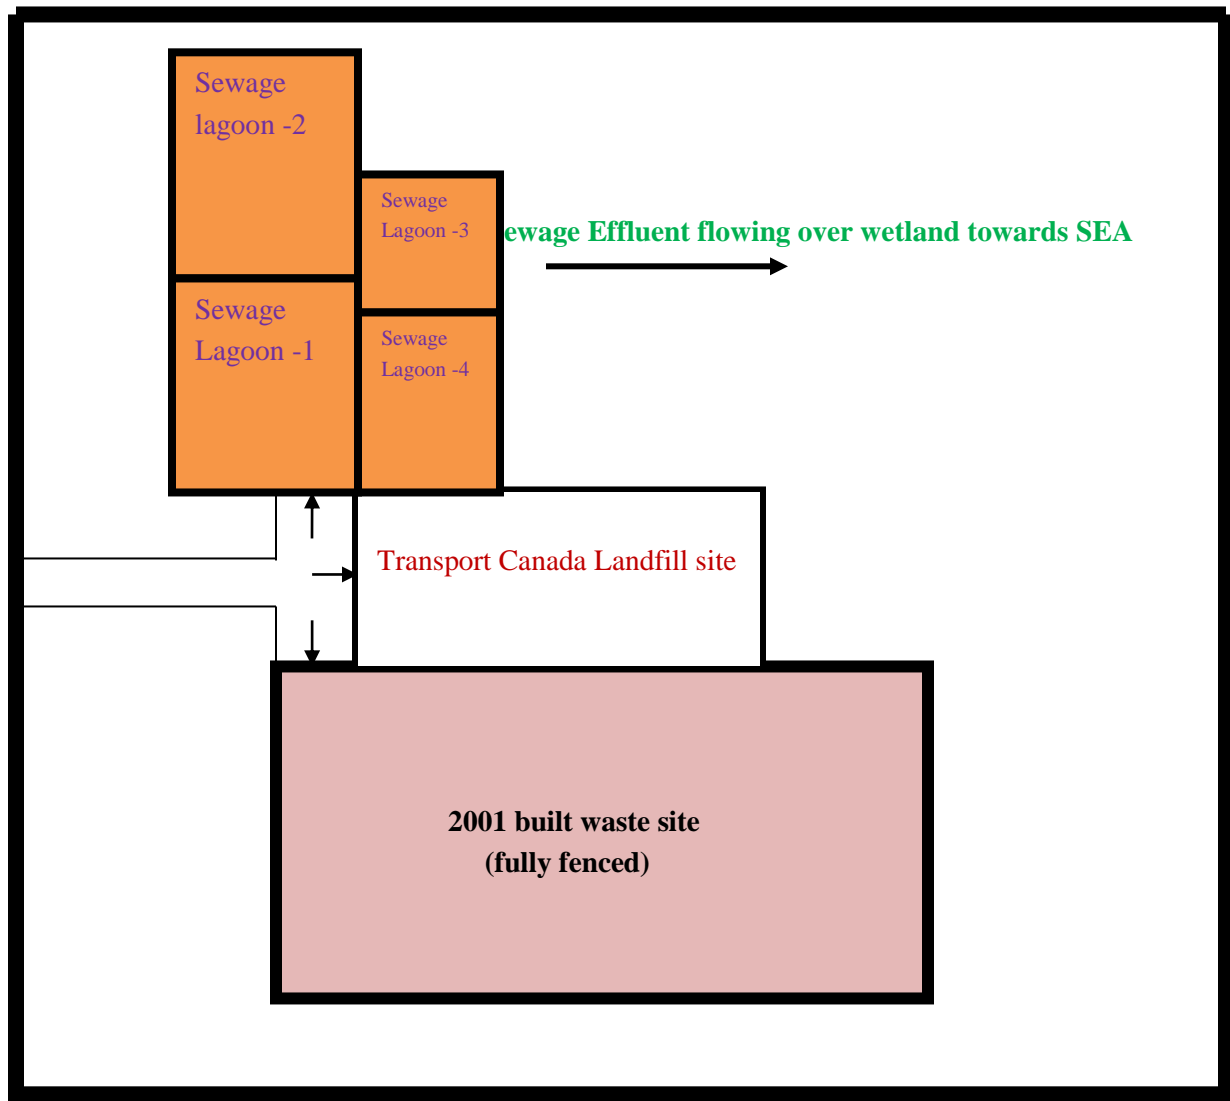 Sewage
lagoon -2
Sewage
Lagoon -3
ewage Effluent flowing over wetland towards SEA
Sewage
Lagoon -1
Sewage
Lagoon -4
Transport Canada Landfill site
2001 built waste site
(fully fenced)